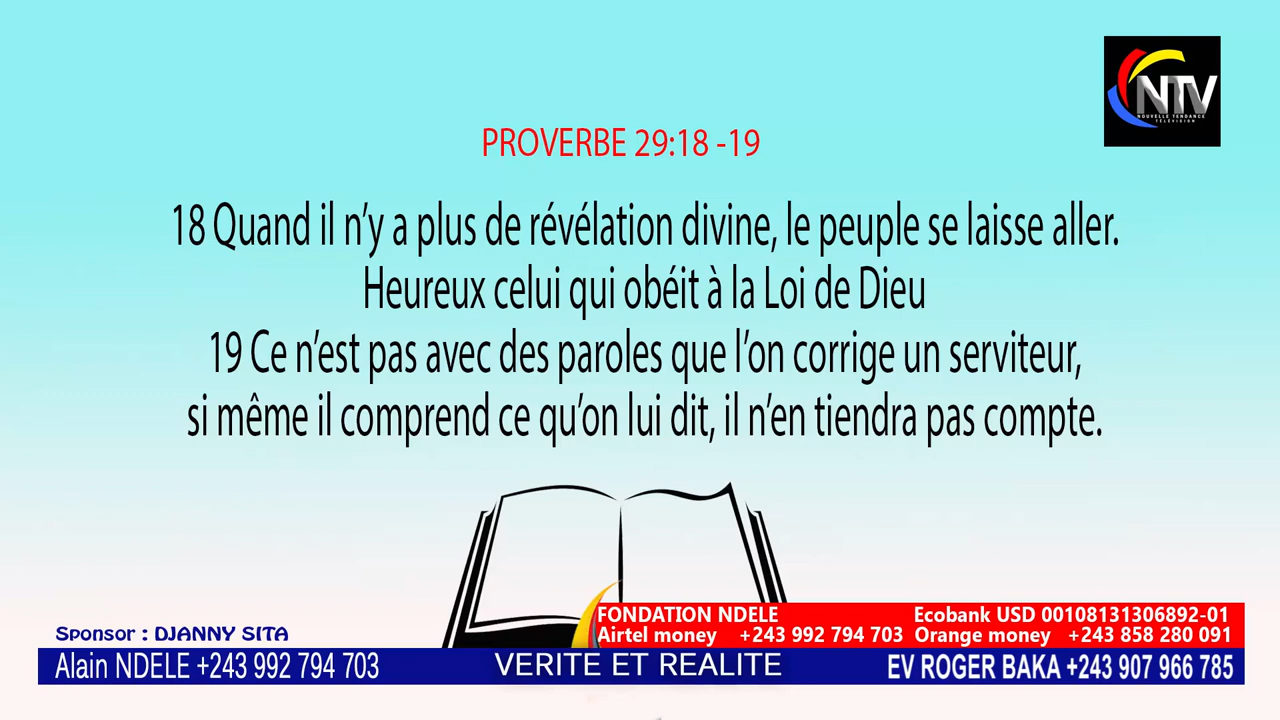 NTV
NOUVELLE TENDANCE
TÉLÉVISION
PROVERBE 29:18 -19
18 Quand il n’y a plus de révélation divine, le peuple se laisse aller.
Heureux celui qui obéit à la Loi de Dieu
19 Ce n’est pas avec des paroles que l’on corrige un serviteur,
si même il comprend ce qu’on lui dit, il n’en tiendra pas compte.
FONDATION NDELE Ecobank USD 00108131306892-01
Airtel money +243 992 794 703 Orange money +243 858 280 091
Sponsor : DJANNY SITA
Alain NDELE +243 992 794 703 VERITE ET REALITE EV ROGER BAKA +243 907 966 785